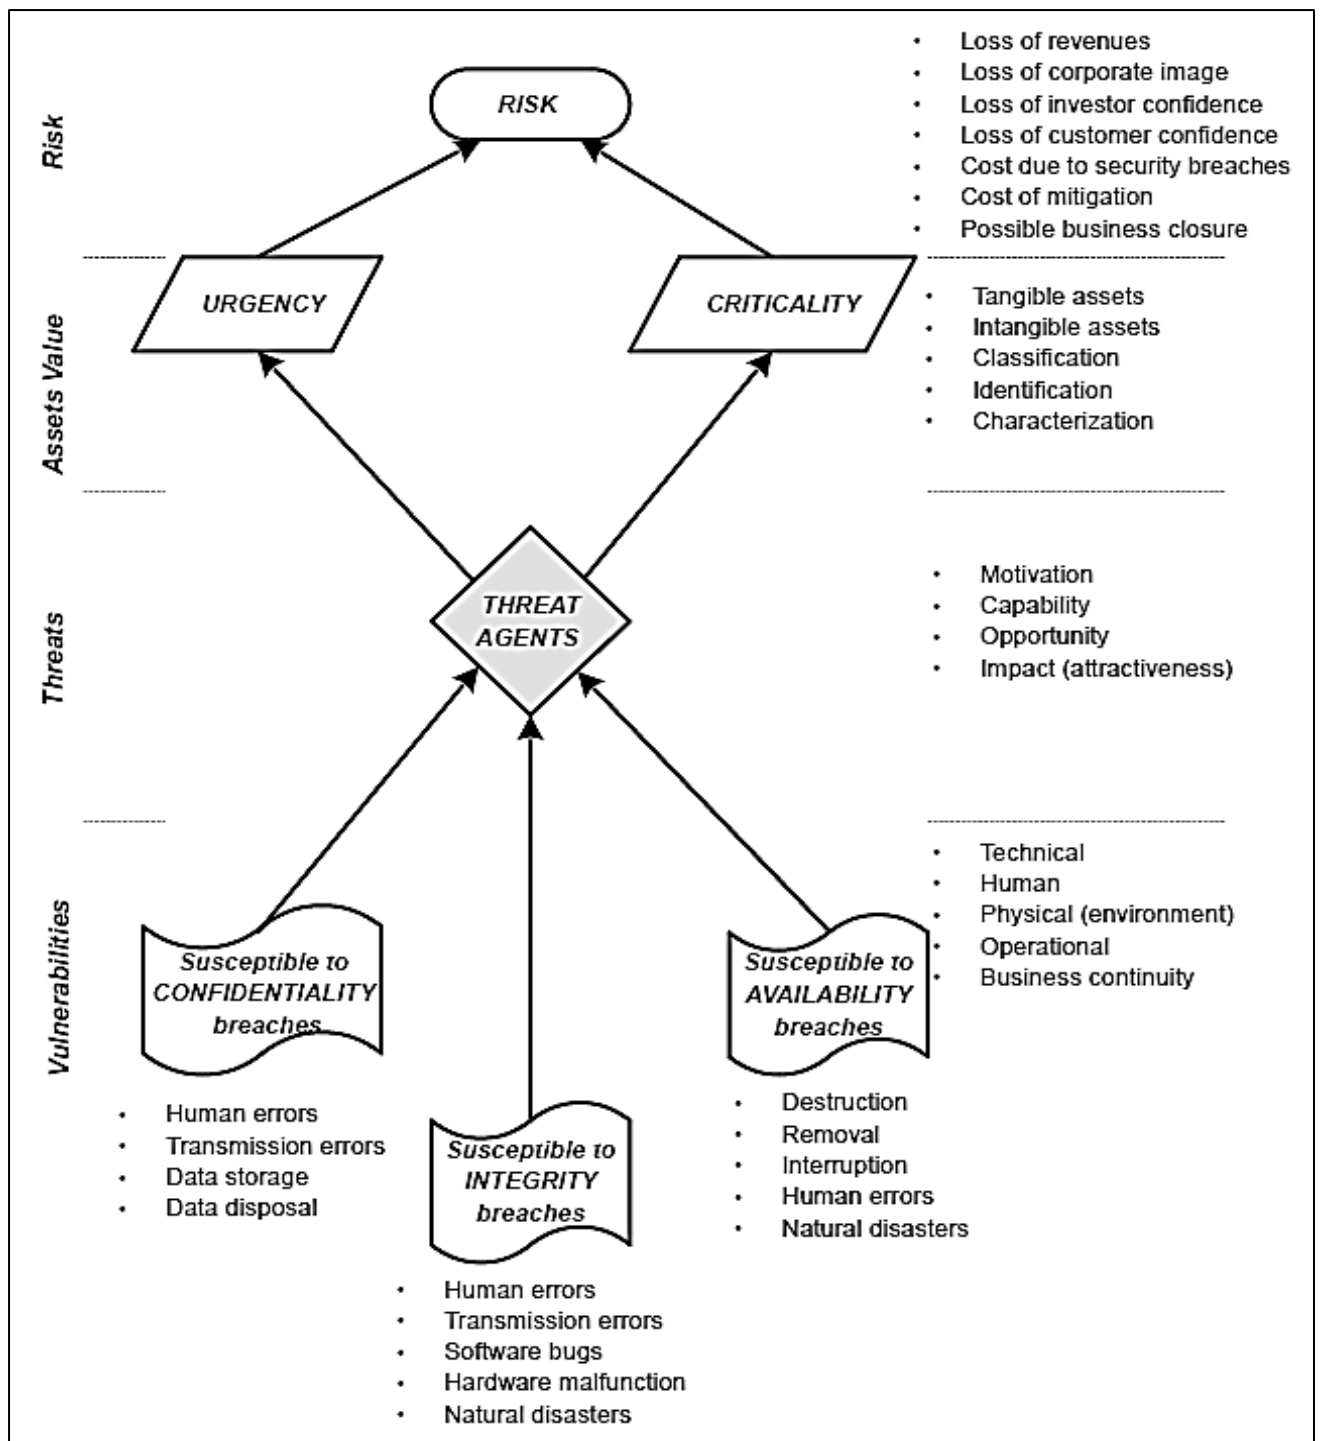 Risk
RISK
• Loss of revenues
• Loss of corporate image
• Loss of investor confidence
• Loss of customer confidence
• Cost due to security breaches
• Cost of mitigation
• Possible business closure
Assets Value
URGENCY
CRITICALITY
• Tangible assets
• Intangible assets
• Classification
• Identification
• Characterization
Threats
THREAT
AGENTS
• Motivation
• Capability
• Opportunity
• Impact (attractiveness)
Vulnerabilities
• Technical
• Human
• Physical (environment)
• Operational
• Business continuity
Susceptible to
CONFIDENTIALITY
breaches
• Human errors
• Transmission errors
• Data storage
• Data disposal
Susceptible to
INTEGRITY
breaches
• Human errors
• Transmission errors
• Software bugs
• Hardware malfunction
• Natural disasters
Susceptible to
AVAILABILITY
breaches
• Destruction
• Removal
• Interruption
• Human errors
• Natural disasters